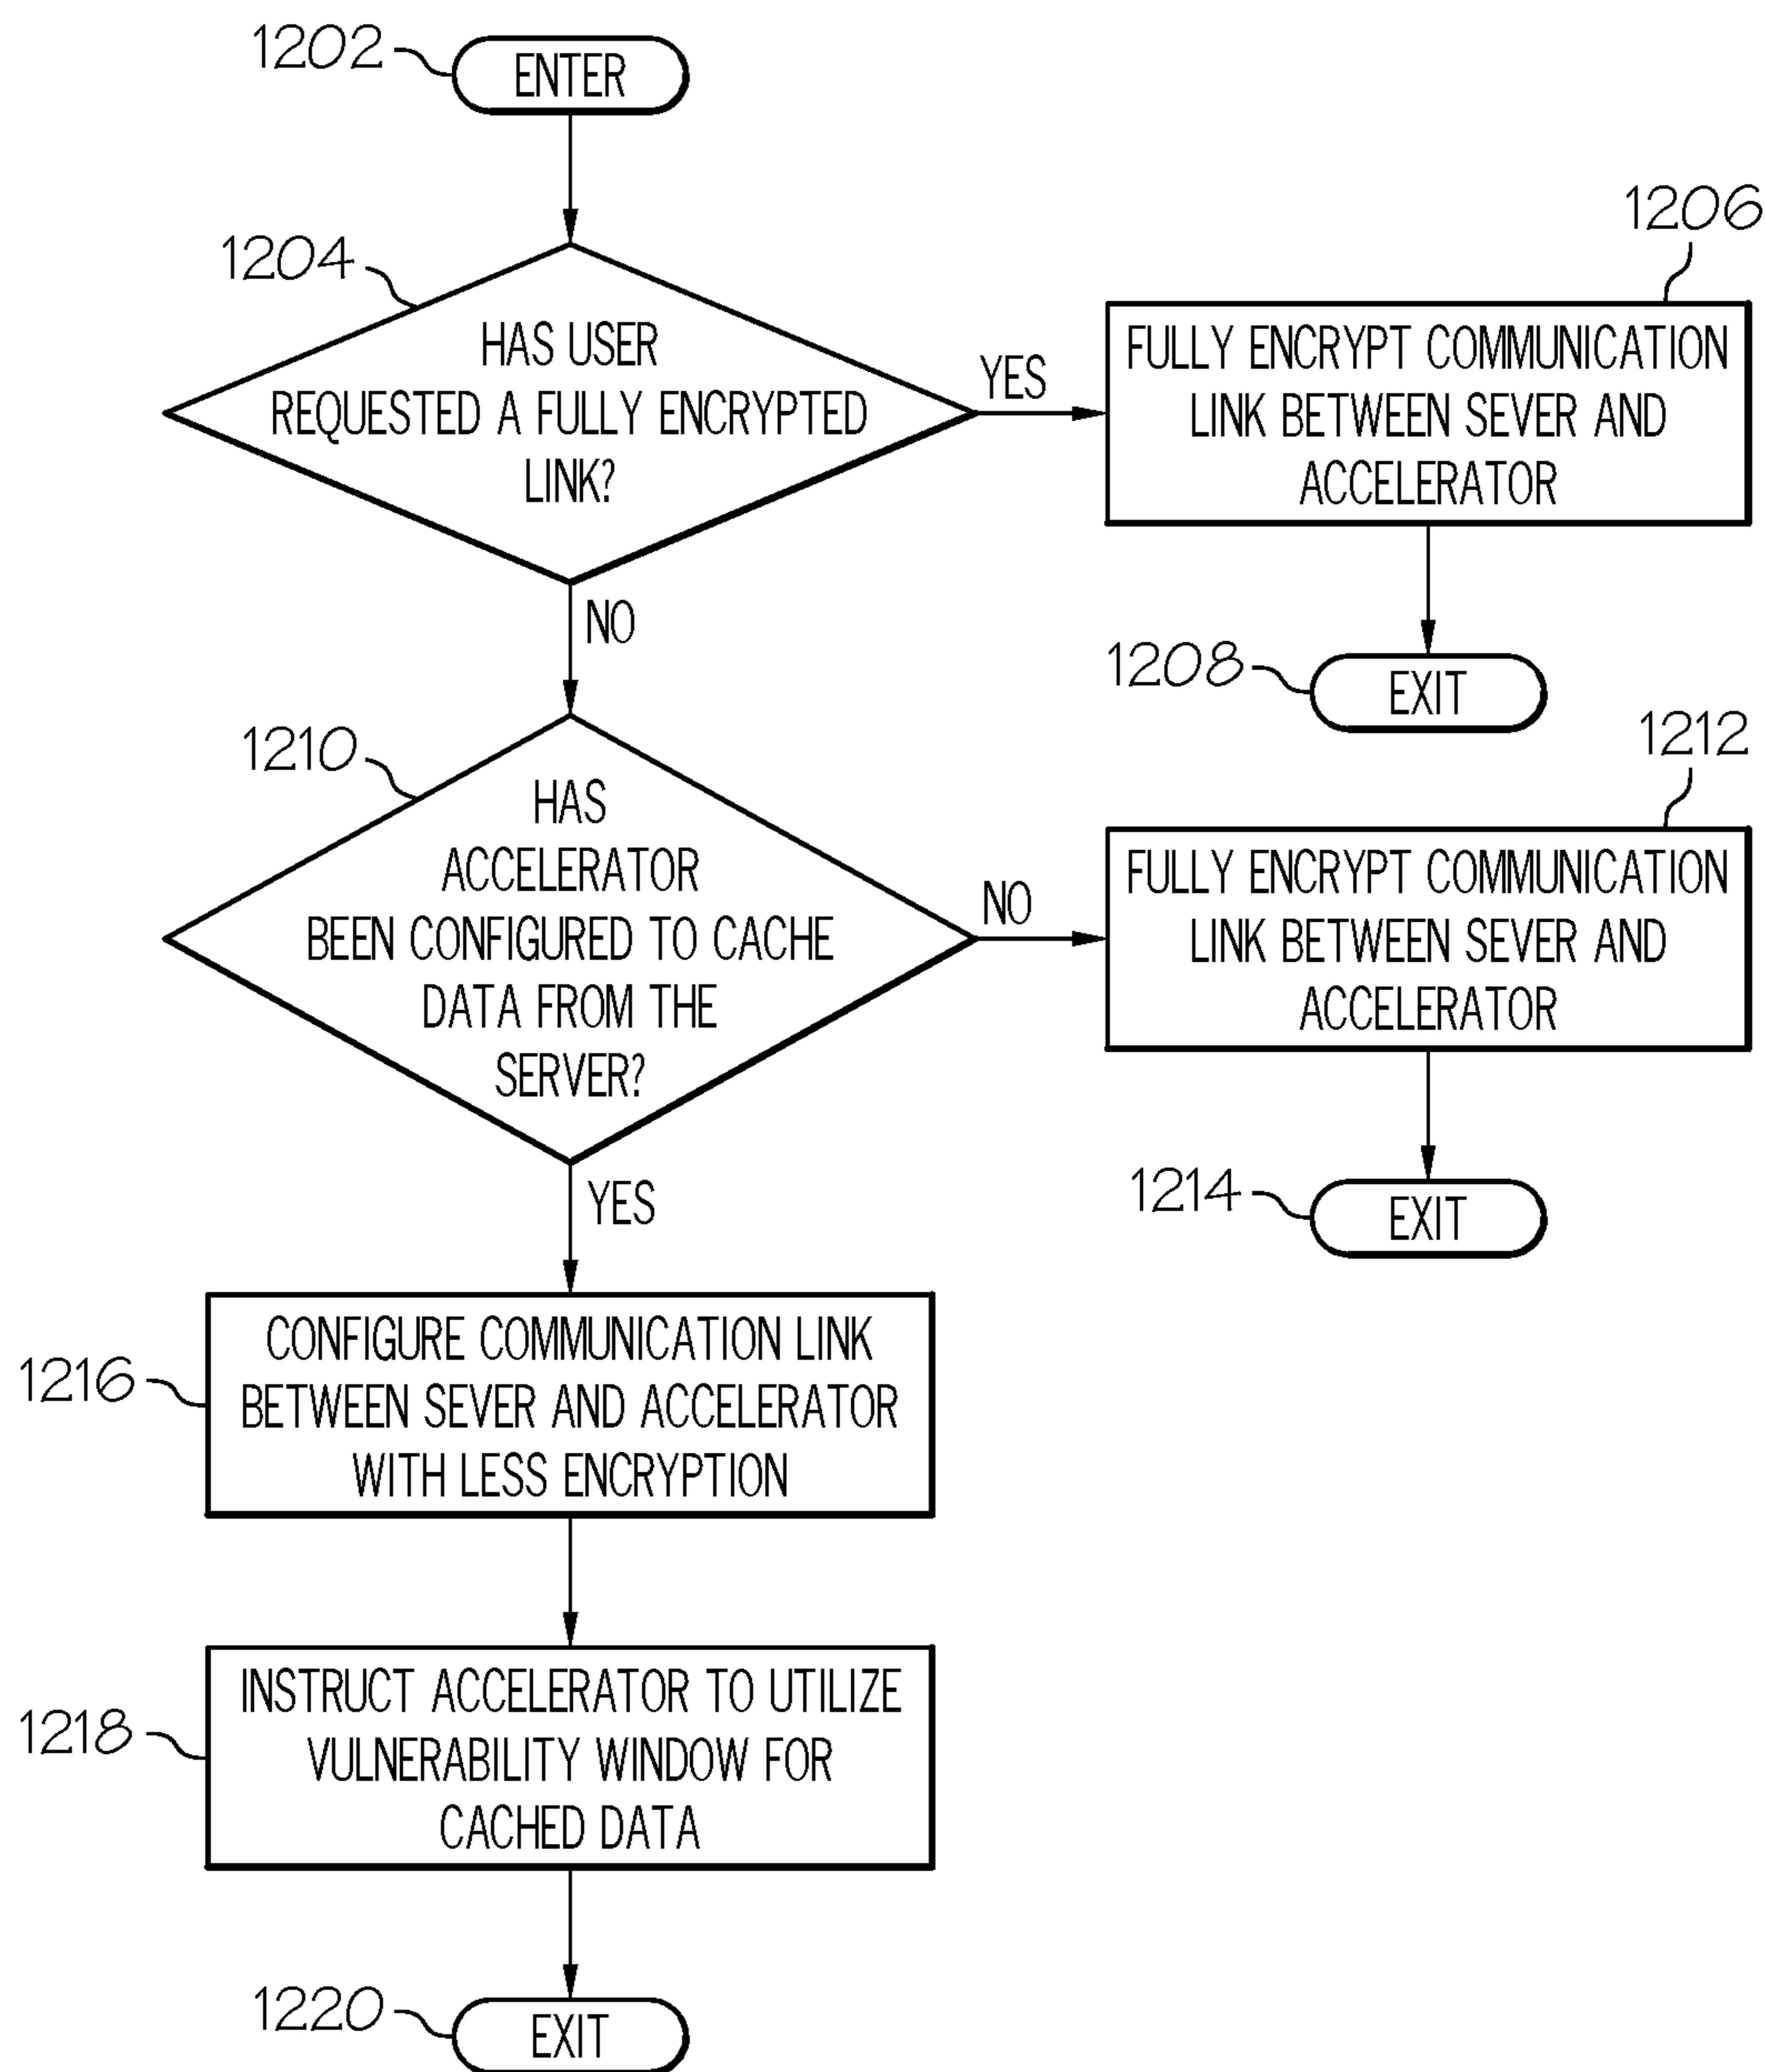 1202
ENTER
1204
HAS USER
REQUESTED A FULLY ENCRYPTED
LINK?
YES
1206
FULLY ENCRYPT COMMUNICATION
LINK BETWEEN SEVER AND
ACCELERATOR
1208
EXIT
NO
1210
HAS
ACCELERATOR
BEEN CONFIGURED TO CACHE
DATA FROM THE
SERVER?
NO
1212
FULLY ENCRYPT COMMUNICATION
LINK BETWEEN SEVER AND
ACCELERATOR
1214
EXIT
YES
1216
CONFIGURE COMMUNICATION LINK
BETWEEN SEVER AND ACCELERATOR
WITH LESS ENCRYPTION
1218
INSTRUCT ACCELERATOR TO UTILIZE
VULNERABILITY WINDOW FOR
CACHED DATA
1220
EXIT